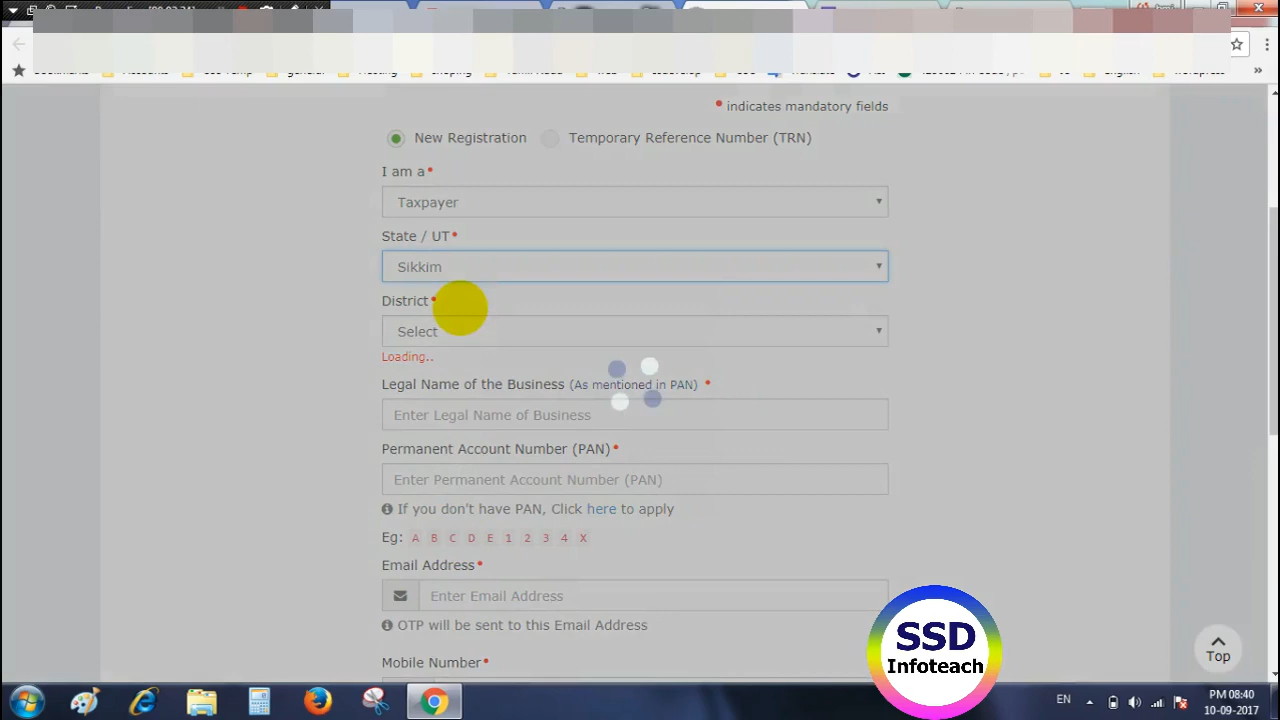 • indicates mandatory fields
New Registration Temporary Reference Number (TRN)
I am a•
Taxpayer
State / UT•
Sikkim
District•
Select
Loading..
Legal Name of the Business (As mentioned in PAN) •
Enter Legal Name of Business
Permanent Account Number (PAN)•
Enter Permanent Account Number (PAN)
If you don't have PAN, Click here to apply
Eg: A B C D E 1 2 3 4 X
Email Address•
Enter Email Address
OTP will be sent to this Email Address
Mobile Number•
SSD
Infoteach
Top
EN
PM 08:40
10-09-2017